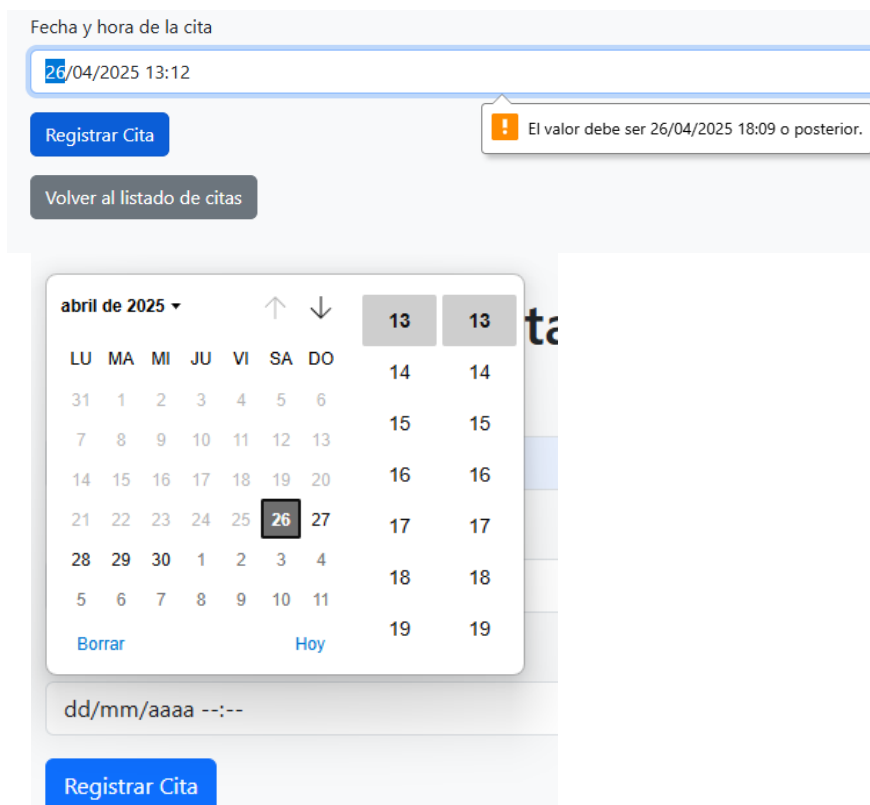 Fecha y hora de la cita
26/04/2025 13:12
El valor debe ser 26/04/2025 18:09 o posterior.
Registrar Cita
Volver al listado de citas
abril de 2025
LU MA MI JU VI SA DO
31 1 2 3 4 5 6
7 8 9 10 11 12 13
14 15 16 17 18 19 20
21 22 23 24 25 26 27
28 29 30 1 2 3 4
5 6 7 8 9 10 11
Borrar Hoy
13 13
14 14
15 15
16 16
17 17
18 18
19 19
ta
dd/mm/aaaa --:--
Registrar Cita